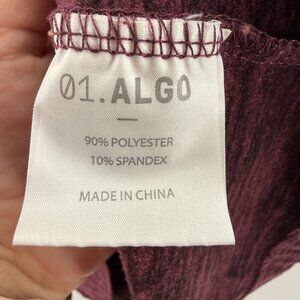 01.ALGO
90% POLYESTER
10% SPANDEX
MADE IN CHINA